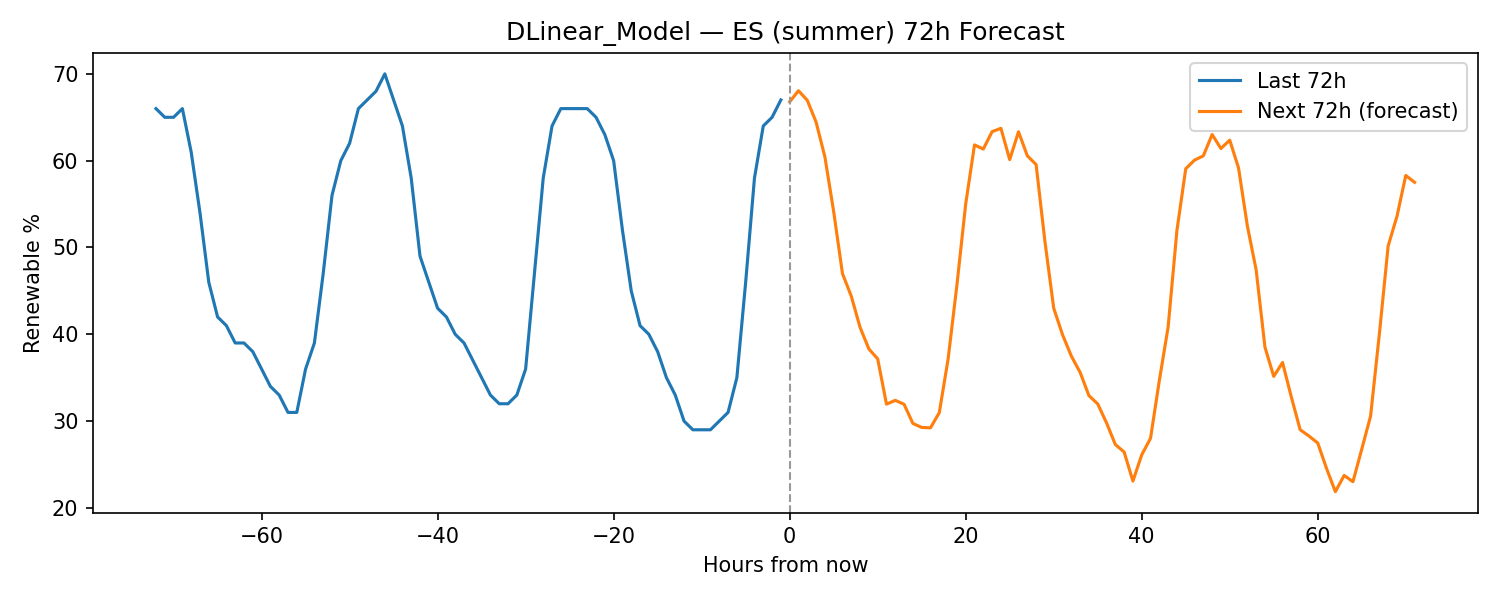 DLinear_Model — ES (summer) 72h Forecast
Last 72h
Next 72h (forecast)
Renewable %
70
60
50
40
30
20
−60
−40
−20
0
20
40
60
Hours from now